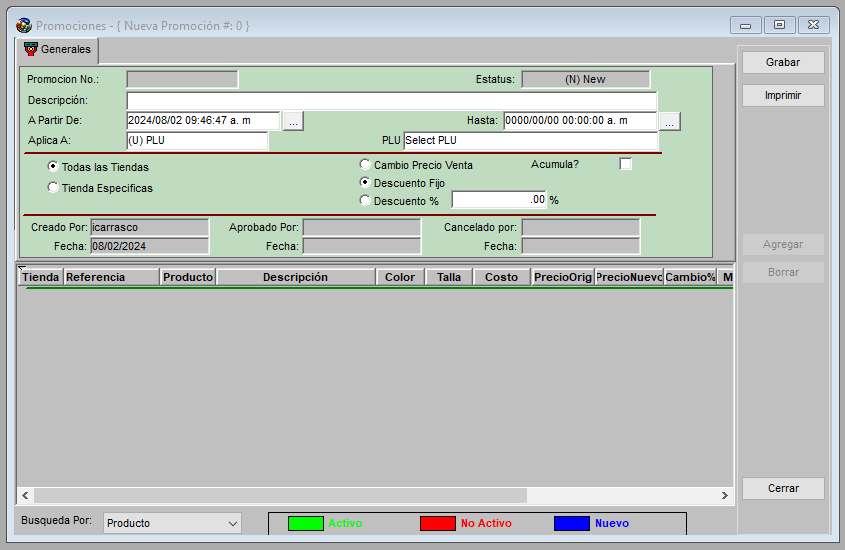 Promociones - { Nueva Promoción #: 0 }
Generales
Promocion No.: Estatus: (N) New
Descripción:
A Partir De: 2024/08/02 09:46:47 a. m ... Hasta: 0000/00/00 00:00:00 a. m ...
Aplica A: (U) PLU PLU Select PLU
Todas las Tiendas Cambio Precio Venta Acumula?
Tienda Especificas Descuento Fijo
Descuento % .00 %
Creado Por: icarrasco Aprobado Por: Cancelado por:
Fecha: 08/02/2024 Fecha: Fecha:
Tienda Referencia Producto Descripción Color Talla Costo PrecioOrig PrecioNuevo Cambio% M
Busqueda Por: Producto Activo No Activo Nuevo
Grabar
Imprimir
Agregar
Borrar
Cerrar